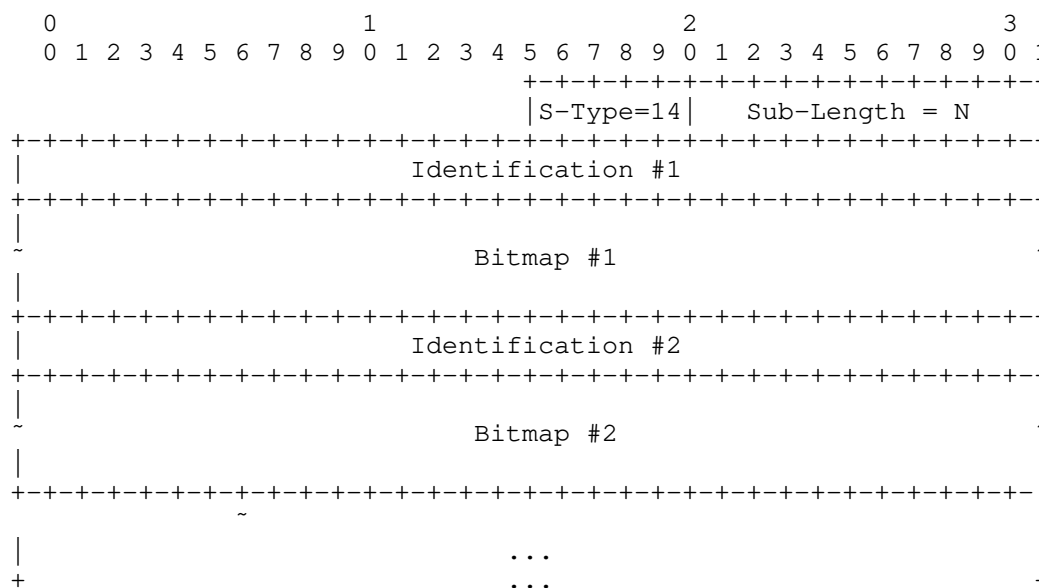 0                   1                   2                   3
0 1 2 3 4 5 6 7 8 9 0 1 2 3 4 5 6 7 8 9 0 1 2 3 4 5 6 7 8 9 0 1
+-+-+-+-+-+-+-+-+-+-+-+-+-+-+-+-+-
|S-Type=14|   Sub-Length = N
+-+-+-+-+-+-+-+-+-+-+-+-+-+-+-+-+-+-+-+-+-+-+-+-+-+-+-+-+-+-+-+-+-
|                        Identification #1
+-+-+-+-+-+-+-+-+-+-+-+-+-+-+-+-+-+-+-+-+-+-+-+-+-+-+-+-+-+-+-+-+-
|
~                            Bitmap #1                           ~
|
+-+-+-+-+-+-+-+-+-+-+-+-+-+-+-+-+-+-+-+-+-+-+-+-+-+-+-+-+-+-+-+-+-
|                        Identification #2
+-+-+-+-+-+-+-+-+-+-+-+-+-+-+-+-+-+-+-+-+-+-+-+-+-+-+-+-+-+-+-+-+-
|
~                            Bitmap #2                           ~
|
+-+-+-+-+-+-+-+-+-+-+-+-+-+-+-+-+-+-+-+-+-+-+-+-+-+-+-+-+-+-+-+-
~
|                              ...
+                              ...                              +